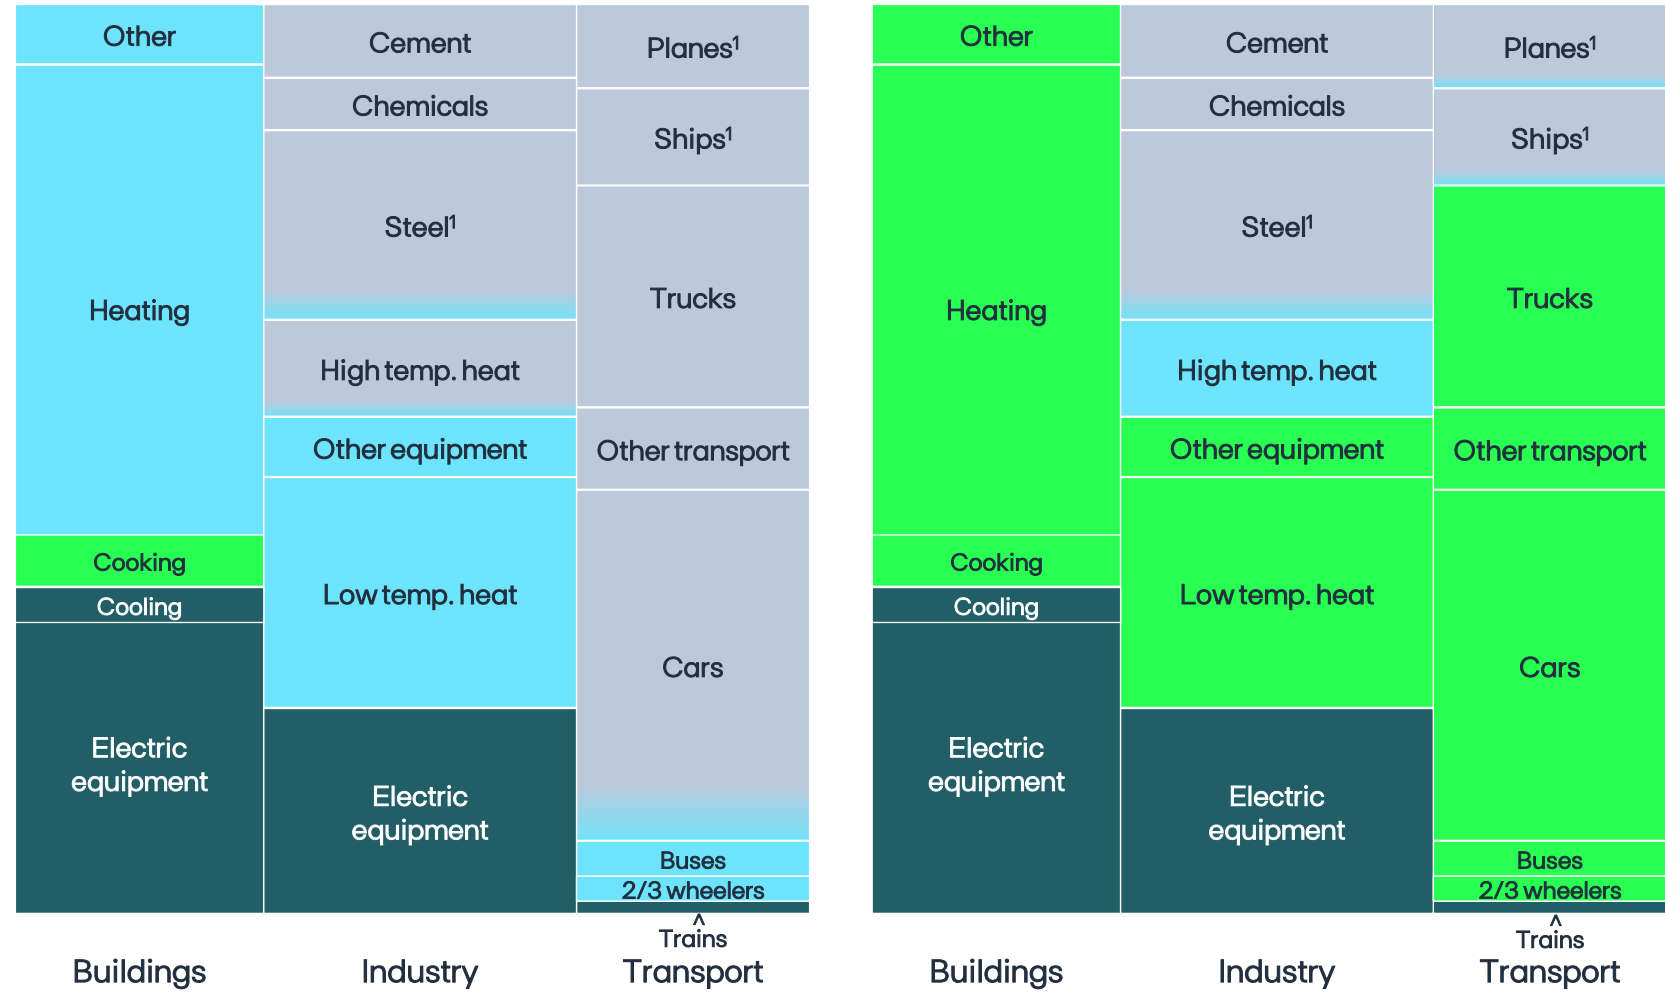 Other
Heating
Cooking
Cooling
Electric
equipment
Buildings
Cement
Chemicals
Steel¹
High temp. heat
Other equipment
Low temp. heat
Electric
equipment
Industry
Planes¹
Ships¹
Trucks
Other transport
Cars
Buses
2/3 wheelers
^
Trains
Transport
Other
Heating
Cooking
Cooling
Electric
equipment
Buildings
Cement
Chemicals
Steel¹
High temp. heat
Other equipment
Low temp. heat
Electric
equipment
Industry
Planes¹
Ships¹
Trucks
Other transport
Cars
Buses
2/3 wheelers
^
Trains
Transport